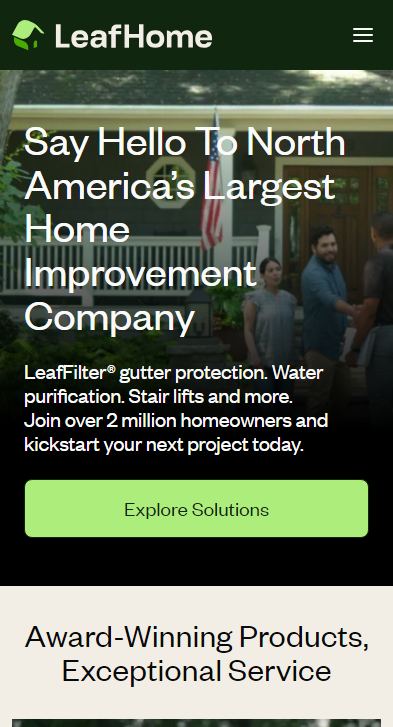 LeafHome
Say Hello To North
America's Largest
Home
Improvement
Company
LeafFilter® gutter protection. Water
purification. Stair lifts and more.
Join over 2 million homeowners and
kickstart your next project today.
Explore Solutions
Award-Winning Products,
Exceptional Service